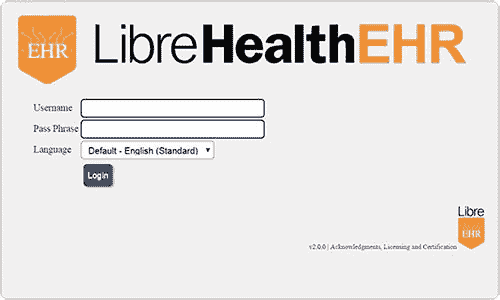 EHR LibreHealthEHR
Username
Pass Phrase
Language Default - English (Standard)
Login
Libre
EHR
v2.0.0 | Acknowledgments, Licensing and Certification